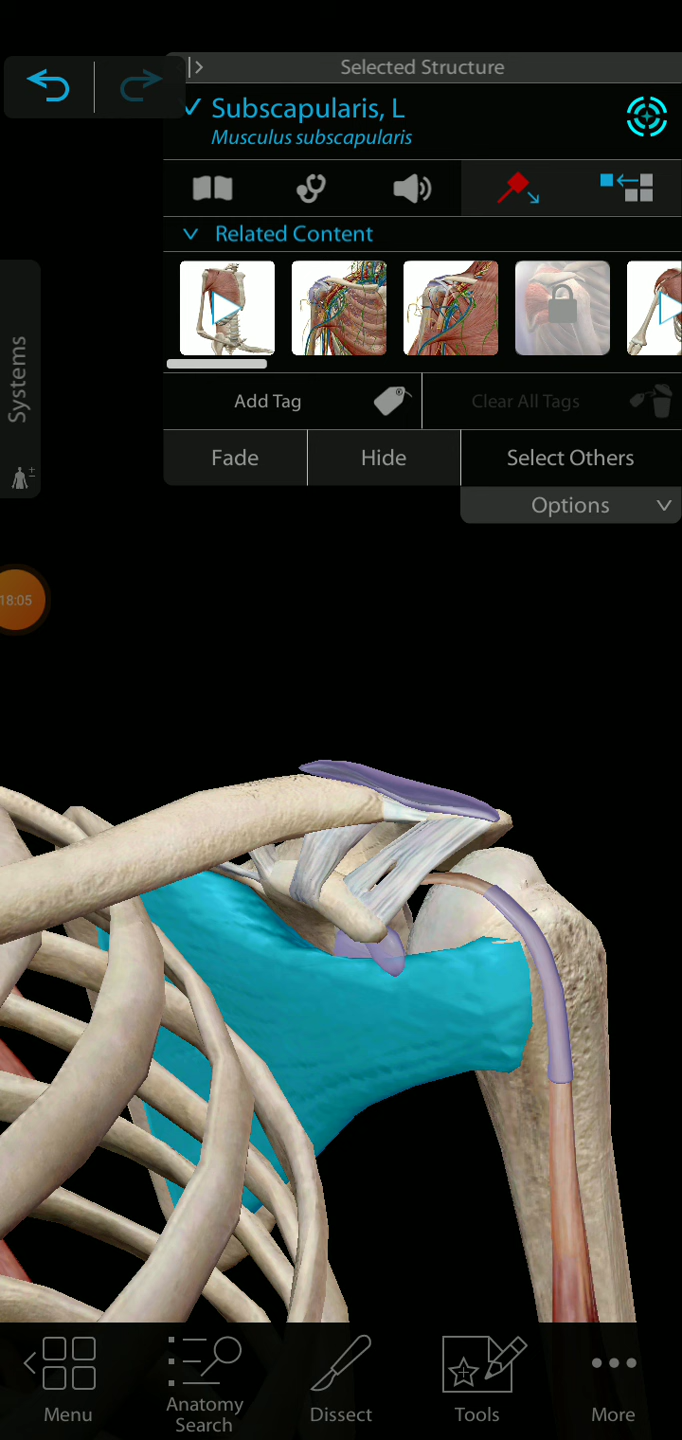 Selected Structure
Subscapularis, L
Musculus subscapularis
Systems
Related Content
Add Tag
Clear All Tags
Fade
Hide
Select Others
Options
18:05
Menu
Anatomy
Search
Dissect
Tools
More